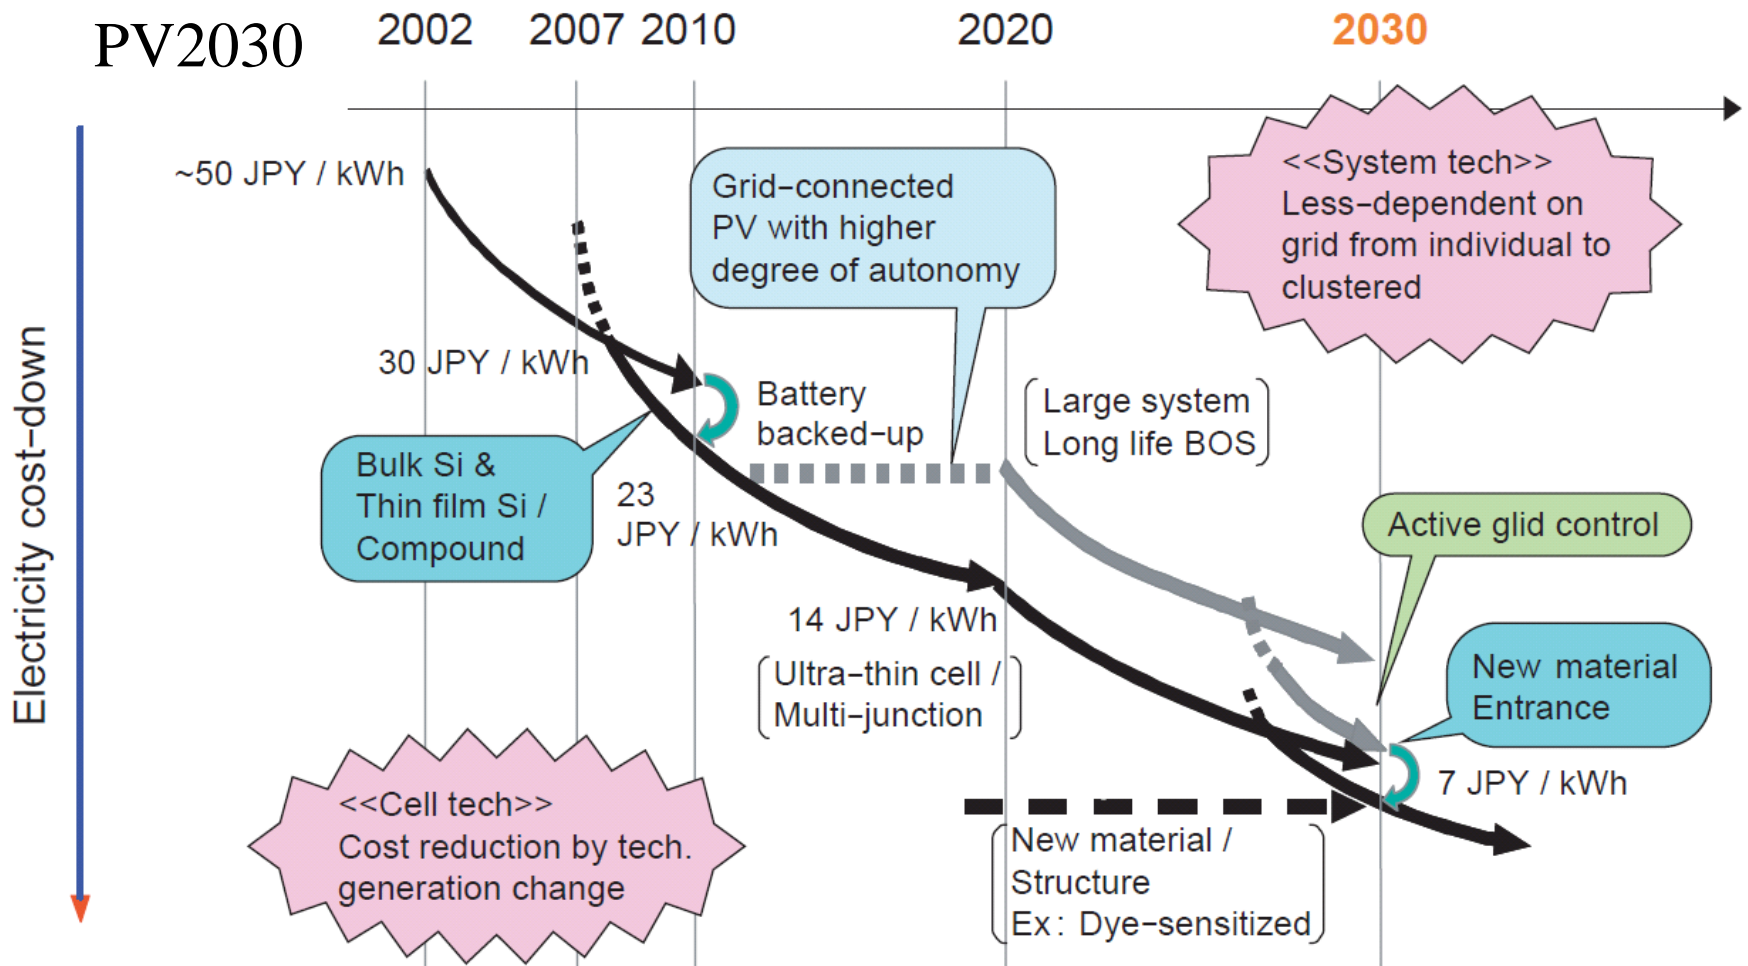 PV2030
2002 2007 2010 2020 2030
~50 JPY / kWh
Grid-connected
PV with higher
degree of autonomy
<<System tech>>
Less-dependent on
grid from individual to
clustered
30 JPY / kWh
Battery
backed-up
Large system
Long life BOS
Bulk Si &
Thin film Si /
Compound
23
JPY / kWh
Active glid control
14 JPY / kWh
Ultra-thin cell /
Multi-junction
New material
Entrance
7 JPY / kWh
<<Cell tech>>
Cost reduction by tech.
generation change
New material /
Structure
Ex: Dye-sensitized
Electricity cost-down